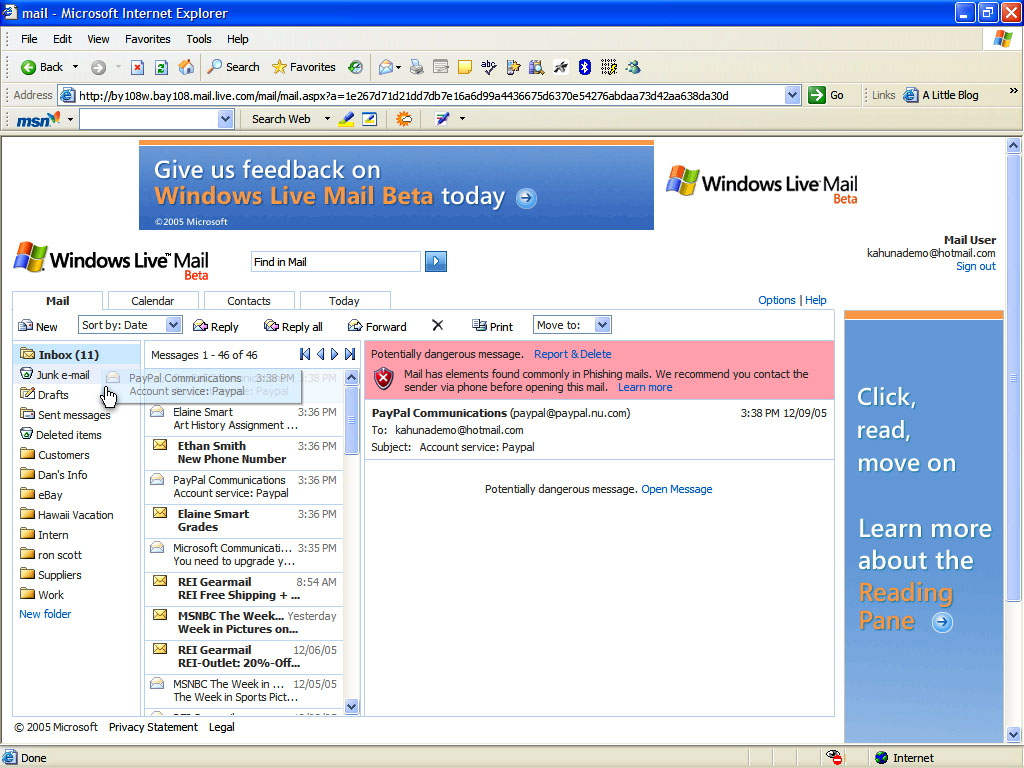 mail - Microsoft Internet Explorer
File Edit View Favorites Tools Help
Back Search Favorites
Address http://by108w.bay108.mail.live.com/mail/mail.aspx?a=1e267d71d21dd7db7e16a6d99a4436675d6370e54276abdaa73d42aa638da30d Go Links A Little Blog »
msn Search Web
Give us feedback on
Windows Live Mail Beta today
©2005 Microsoft
Windows Live Mail
Beta
Mail User
kahunademo@hotmail.com
Sign out
Windows Live™ Mail
Beta
Find in Mail
Mail Calendar Contacts Today
Options | Help
New Sort by: Date Reply Reply all Forward Print Move to:
Inbox (11)
Junk e-mail
Drafts
Sent messages
Deleted items
Customers
Dan's Info
eBay
Hawaii Vacation
Intern
ron scott
Suppliers
Work
New folder
Messages 1 - 46 of 46
PayPal Communications 3:38 PM
Account service: Paypal
Elaine Smart 3:36 PM
Art History Assignment ...
Ethan Smith 3:36 PM
New Phone Number
PayPal Communications 3:36 PM
Account service: Paypal
Elaine Smart 3:36 PM
Grades
Microsoft Communicati... 3:35 PM
You need to upgrade y...
REI Gearmail 8:54 AM
REI Free Shipping + ...
MSNBC The Week... Yesterday
Week in Pictures on...
REI Gearmail 12/06/05
REI-Outlet: 20%-Off...
MSNBC The Week in ... 12/05/05
The Week in Sports Pict...
Potentially dangerous message. Report & Delete
Mail has elements found commonly in Phishing mails. We recommend you contact the
sender via phone before opening this mail. Learn more
PayPal Communications (paypal@paypal.nu.com) 3:38 PM 12/09/05
To: kahunademo@hotmail.com
Subject: Account service: Paypal
Potentially dangerous message. Open Message
Click,
read,
move on
Learn more
about the
Reading
Pane
© 2005 Microsoft Privacy Statement Legal
Done Internet